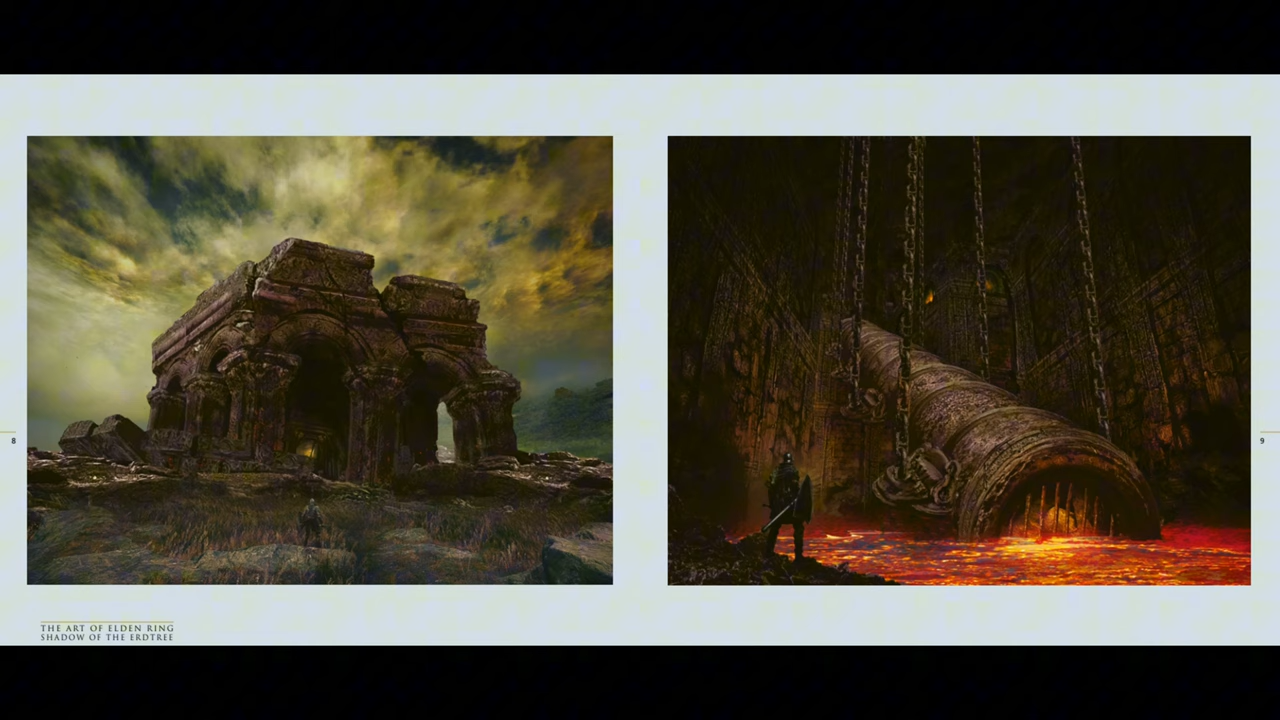 8
9
THE ART OF ELDEN RING
SHADOW OF THE ERDTREE